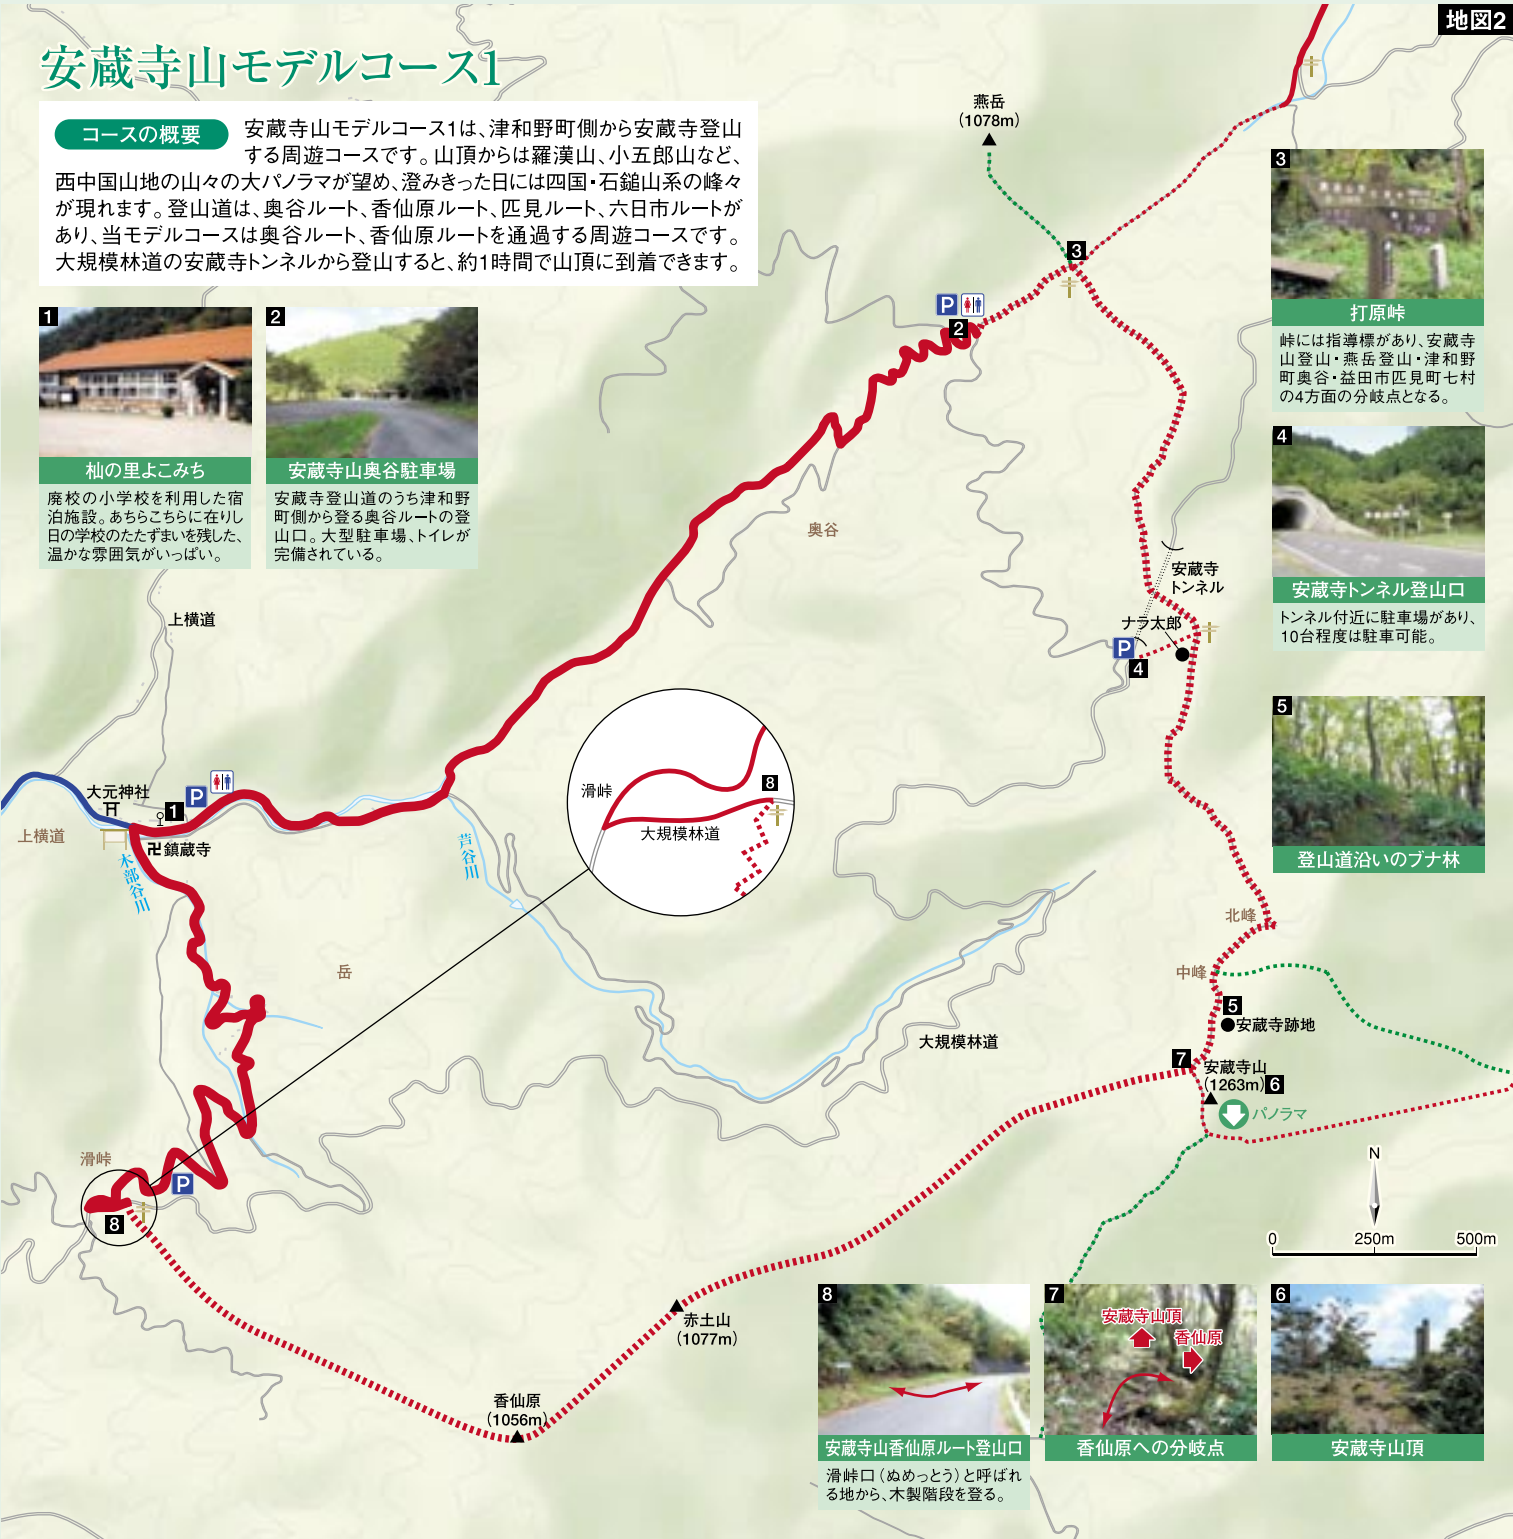 地図2
安蔵寺山モデルコース1
コースの概要
安蔵寺山モデルコース1は、津和野町側から安蔵寺登山
する周遊コースです。山頂からは羅漢山、小五郎山など、
西中国山地の山々の大パノラマが望め、澄みきった日には四国・石鎚山系の峰々
が現れます。登山道は、奥谷ルート、香仙原ルート、匹見ルート、六日市ルートが
あり、当モデルコースは奥谷ルート、香仙原ルートを通過する周遊コースです。
大規模林道の安蔵寺トンネルから登山すると、約1時間で山頂に到着できます。
1
杣の里よこみち
廃校の小学校を利用した宿
泊施設。あちらこちらに在りし
日の学校のたたずまいを残した、
温かな雰囲気がいっぱい。
2
安蔵寺山奥谷駐車場
安蔵寺登山道のうち津和野
町側から登る奥谷ルートの登
山口。大型駐車場、トイレが
完備されている。
3
打原峠
峠には指導標があり、安蔵寺
山登山・燕岳登山・津和野
町奥谷・益田市匹見町七村
の4方面の分岐点となる。
4
安蔵寺トンネル登山口
トンネル付近に駐車場があり、
10台程度は駐車可能。
5
登山道沿いのブナ林
燕岳
(1078m)
3
P
2
奥谷
安蔵寺
トンネル
ナラ太郎
P
4
上横道
大元神社
1
P
上横道
卍鎮蔵寺
木部谷川
芦谷川
滑峠
8
大規模林道
岳
北峰
中峰
5
安蔵寺跡地
大規模林道
7
安蔵寺山
(1263m)
6
パノラマ
滑峠
P
8
赤土山
(1077m)
香仙原
(1056m)
N
0
250m
500m
8
安蔵寺山香仙原ルート登山口
滑峠口(ぬめっとう)と呼ばれ
る地から、木製階段を登る。
7
安蔵寺山頂
香仙原
香仙原への分岐点
6
安蔵寺山頂